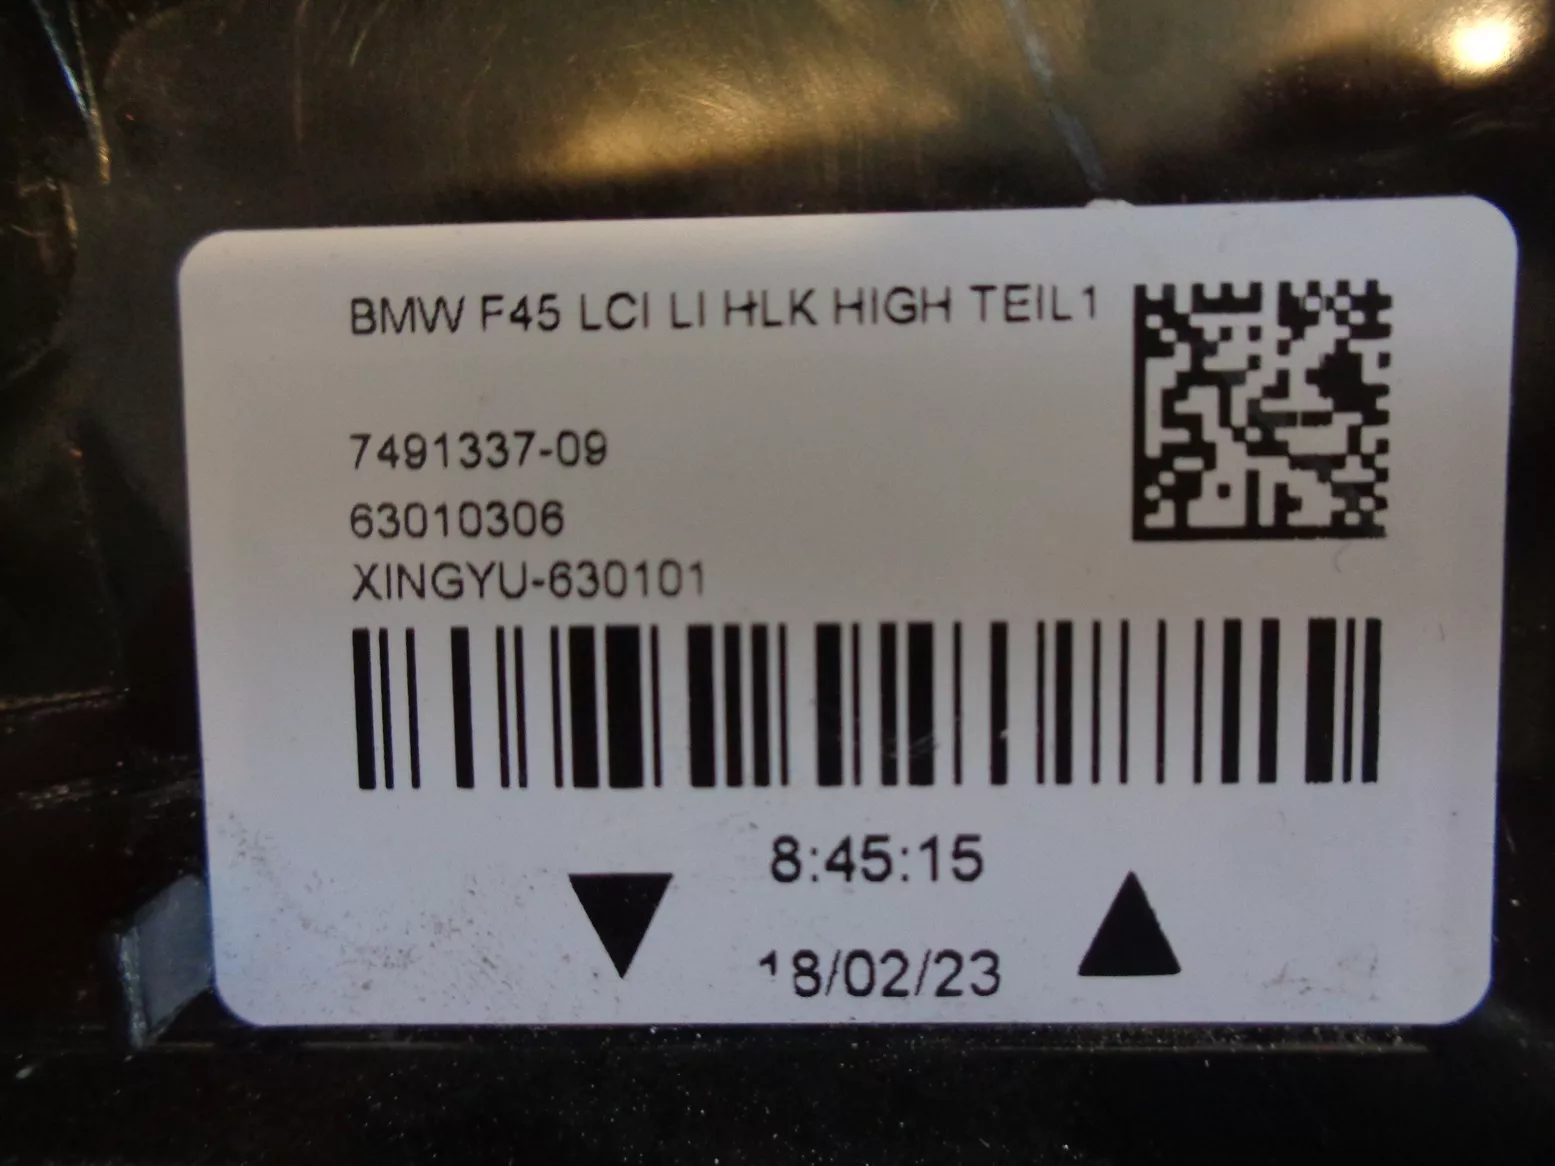 BMW F45 LCI LI HLK HIGH TEIL1
7491337-09
63010306
XINGYU-630101
8:45:15
18/02/23